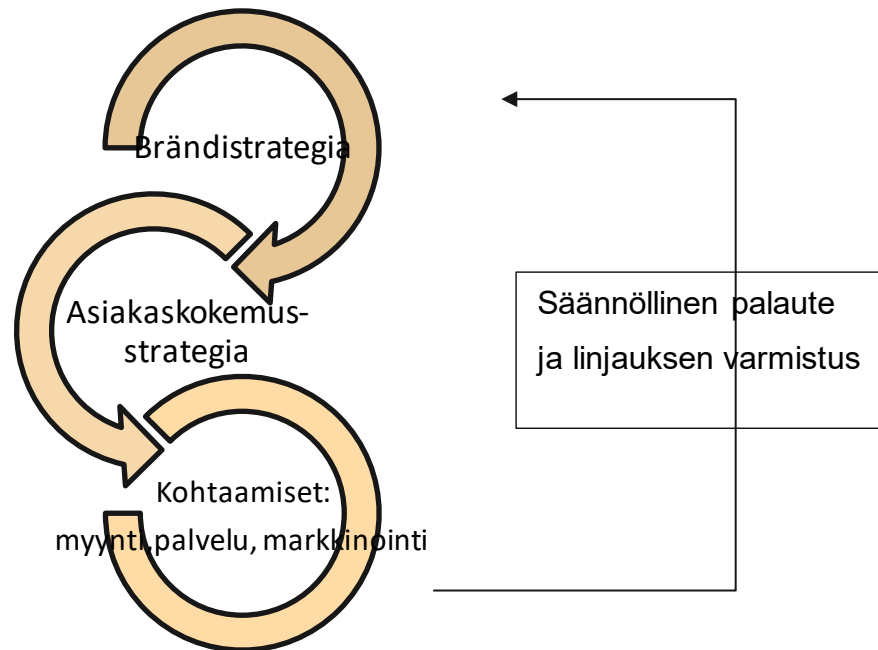 Brändistrategia
Asiakaskokemus-
strategia
Kohtaamiset:
myynti,palvelu, markkinointi
Säännöllinen palaute
ja linjauksen varmistus